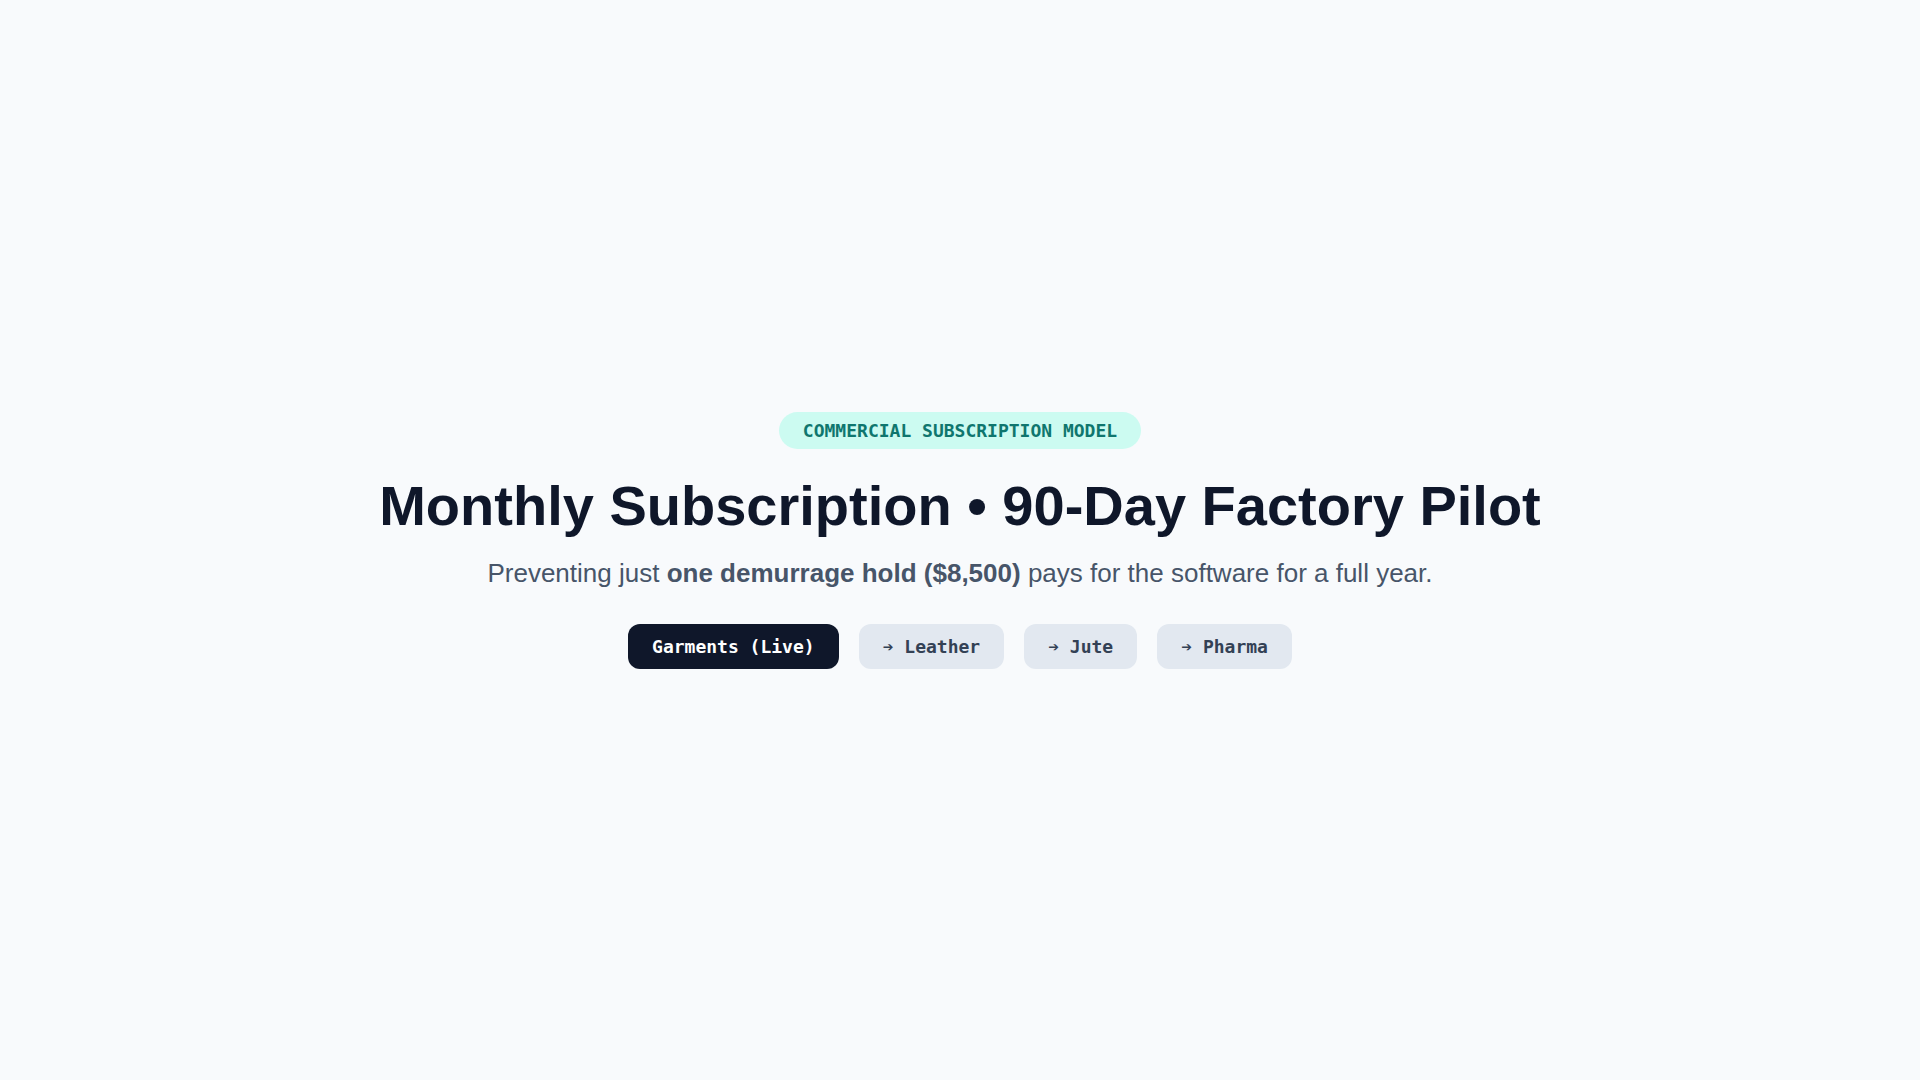 COMMERCIAL SUBSCRIPTION MODEL
Monthly Subscription • 90-Day Factory Pilot
Preventing just one demurrage hold ($8,500) pays for the software for a full year.
Garments (Live) ➔ Leather ➔ Jute ➔ Pharma